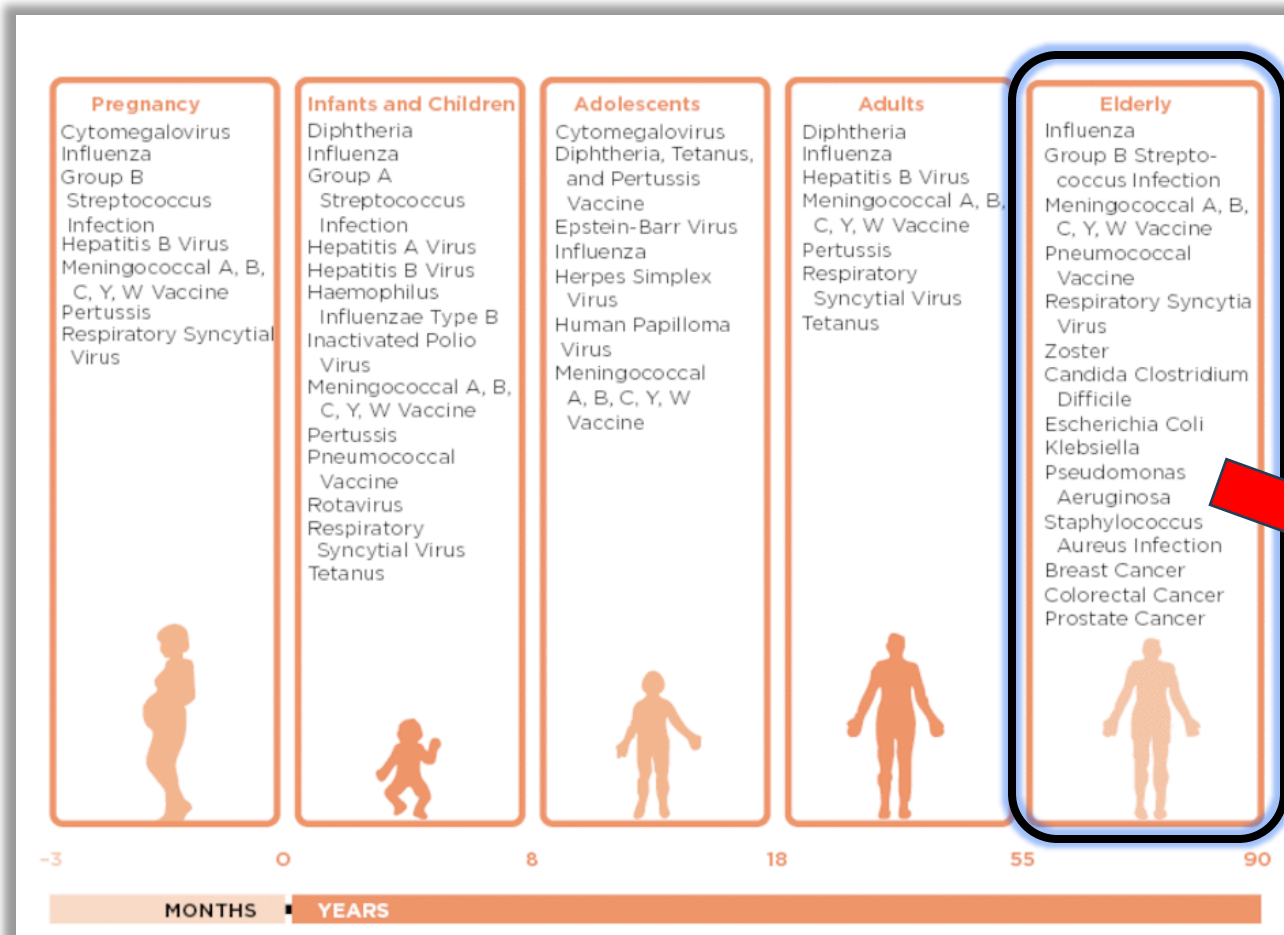 Pregnancy
Cytomegalovirus
Influenza
Group B
Streptococcus
Infection
Hepatitis B Virus
Meningococcal A, B,
C, Y, W Vaccine
Pertussis
Respiratory Syncytial
Virus
Infants and Children
Diphtheria
Influenza
Group A
Streptococcus
Infection
Hepatitis A Virus
Hepatitis B Virus
Haemophilus
Influenzae Type B
Inactivated Polio
Virus
Meningococcal A, B,
C, Y, W Vaccine
Pertussis
Pneumococcal
Vaccine
Rotavirus
Respiratory
Syncytial Virus
Tetanus
Adolescents
Cytomegalovirus
Diphtheria, Tetanus,
and Pertussis
Vaccine
Epstein-Barr Virus
Influenza
Herpes Simplex
Virus
Human Papilloma
Virus
Meningococcal
A, B, C, Y, W
Vaccine
Adults
Diphtheria
Influenza
Hepatitis B Virus
Meningococcal A, B,
C, Y, W Vaccine
Pertussis
Respiratory
Syncytial Virus
Tetanus
Elderly
Influenza
Group B Strepto-
coccus Infection
Meningococcal A, B,
C, Y, W Vaccine
Pneumococcal
Vaccine
Respiratory Syncytia
Virus
Zoster
Candida Clostridium
Difficile
Escherichia Coli
Klebsiella
Pseudomonas
Aeruginosa
Staphylococcus
Aureus Infection
Breast Cancer
Colorectal Cancer
Prostate Cancer
-3 0 8 18 55 90
MONTHS YEARS